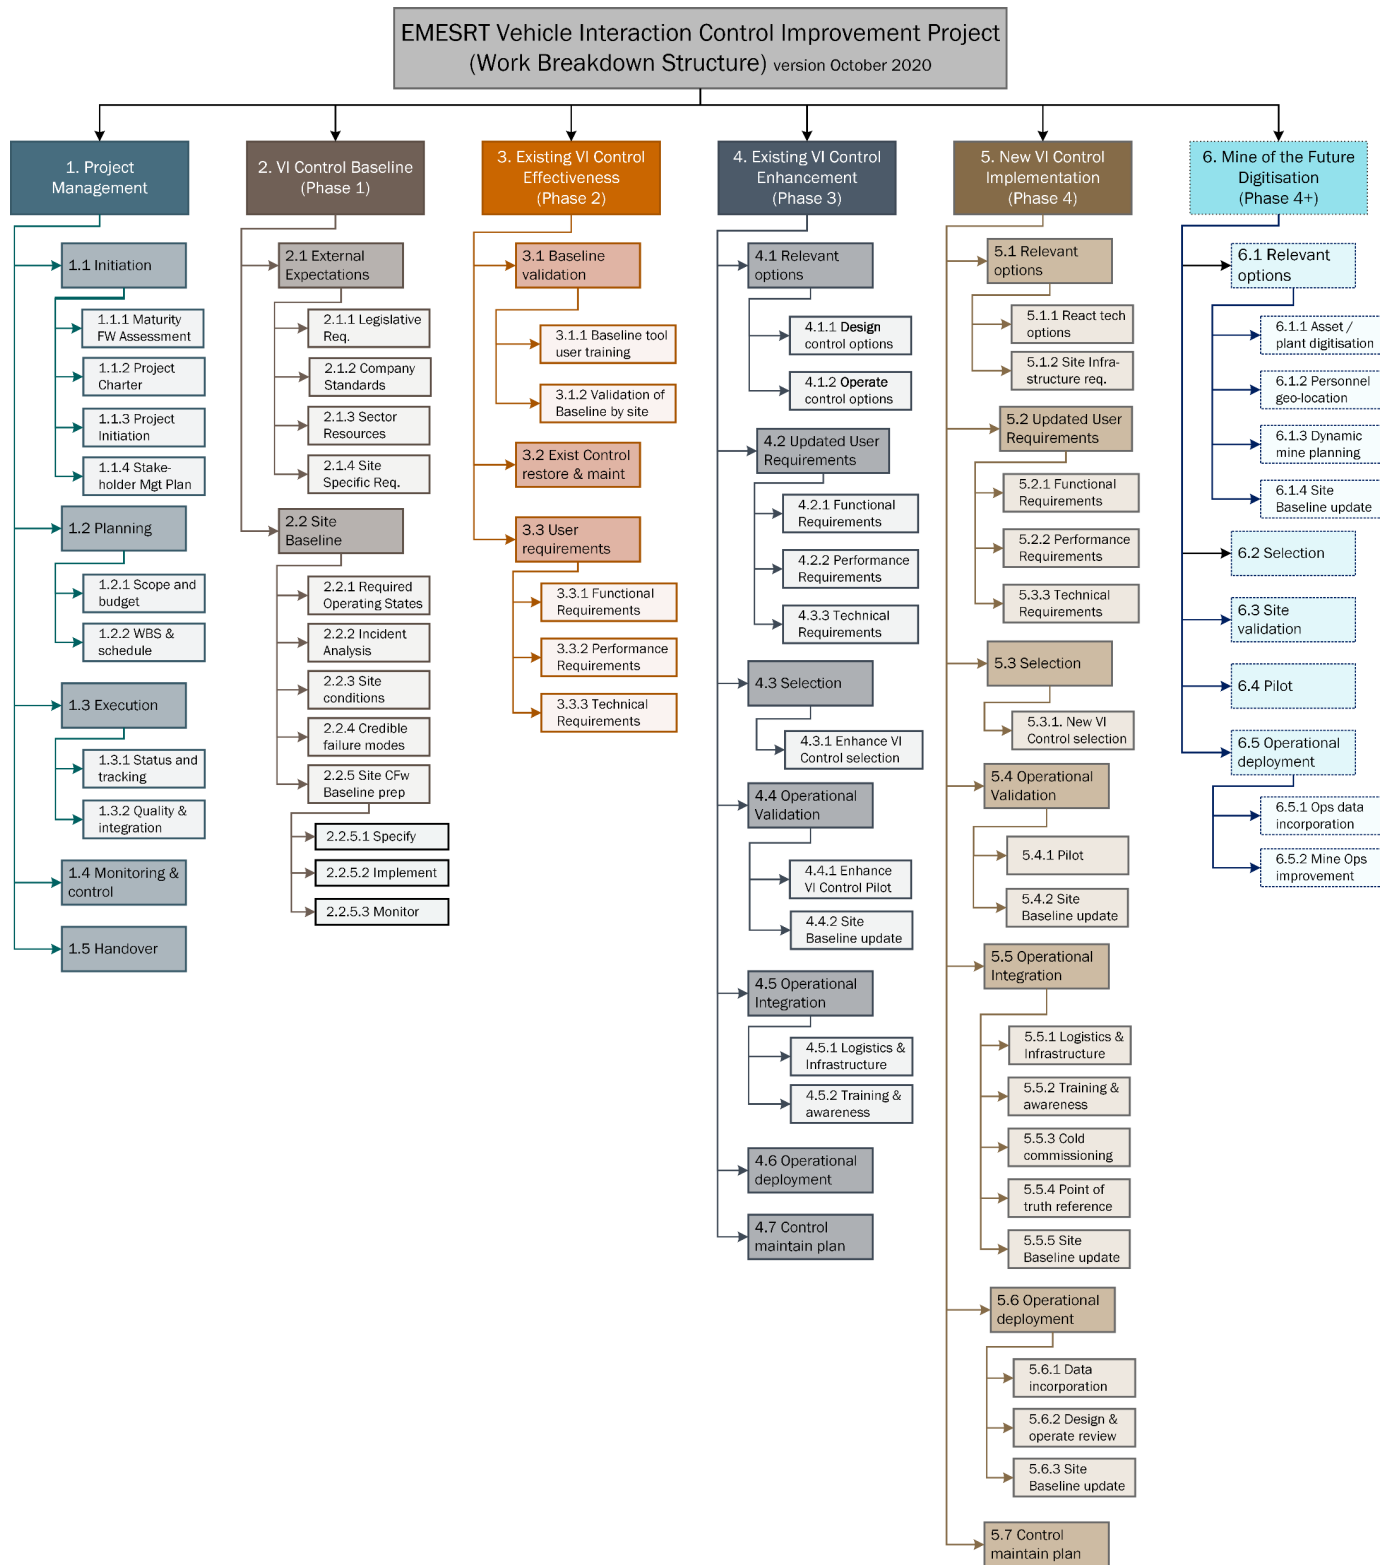 EMESRT Vehicle Interaction Control Improvement Project
(Work Breakdown Structure) version October 2020
1. Project
Management
1.1 Initiation
1.1.1 Maturity
FW Assessment
1.1.2 Project
Charter
1.1.3 Project
Initiation
1.1.4 Stake-
holder Mgt Plan
1.2 Planning
1.2.1 Scope and
budget
1.2.2 WBS &
schedule
1.3 Execution
1.3.1 Status and
tracking
1.3.2 Quality &
integration
1.4 Monitoring &
control
1.5 Handover
2. VI Control Baseline
(Phase 1)
2.1 External
Expectations
2.1.1 Legislative
Req.
2.1.2 Company
Standards
2.1.3 Sector
Resources
2.1.4 Site
Specific Req.
2.2 Site
Baseline
2.2.1 Required
Operating States
2.2.2 Incident
Analysis
2.2.3 Site
conditions
2.2.4 Credible
failure modes
2.2.5 Site CFw
Baseline prep
2.2.5.1 Specify
2.2.5.2 Implement
2.2.5.3 Monitor
3. Existing VI Control
Effectiveness
(Phase 2)
3.1 Baseline
validation
3.1.1 Baseline tool
user training
3.1.2 Validation of
Baseline by site
3.2 Exist Control
restore & maint
3.3 User
requirements
3.3.1 Functional
Requirements
3.3.2 Performance
Requirements
3.3.3 Technical
Requirements
4. Existing VI Control
Enhancement
(Phase 3)
4.1 Relevant
options
4.1.1 Design
control options
4.1.2 Operate
control options
4.2 Updated User
Requirements
4.2.1 Functional
Requirements
4.2.2 Performance
Requirements
4.3.3 Technical
Requirements
4.3 Selection
4.3.1 Enhance VI
Control selection
4.4 Operational
Validation
4.4.1 Enhance
VI Control Pilot
4.4.2 Site
Baseline update
4.5 Operational
Integration
4.5.1 Logistics &
Infrastructure
4.5.2 Training &
awareness
4.6 Operational
deployment
4.7 Control
maintain plan
5. New VI Control
Implementation
(Phase 4)
5.1 Relevant
options
5.1.1 React tech
options
5.1.2 Site Infra-
structure req.
5.2 Updated User
Requirements
5.2.1 Functional
Requirements
5.2.2 Performance
Requirements
5.3.3 Technical
Requirements
5.3 Selection
5.3.1. New VI
Control selection
5.4 Operational
Validation
5.4.1 Pilot
5.4.2 Site
Baseline update
5.5 Operational
Integration
5.5.1 Logistics &
Infrastructure
5.5.2 Training &
awareness
5.5.3 Cold
commissioning
5.5.4 Point of
truth reference
5.5.5 Site
Baseline update
5.6 Operational
deployment
5.6.1 Data
incorporation
5.6.2 Design &
operate review
5.6.3 Site
Baseline update
5.7 Control
maintain plan
6. Mine of the Future
Digitisation
(Phase 4+)
6.1 Relevant
options
6.1.1 Asset /
plant digitisation
6.1.2 Personnel
geo-location
6.1.3 Dynamic
mine planning
6.1.4 Site
Baseline update
6.2 Selection
6.3 Site
validation
6.4 Pilot
6.5 Operational
deployment
6.5.1 Ops data
incorporation
6.5.2 Mine Ops
improvement